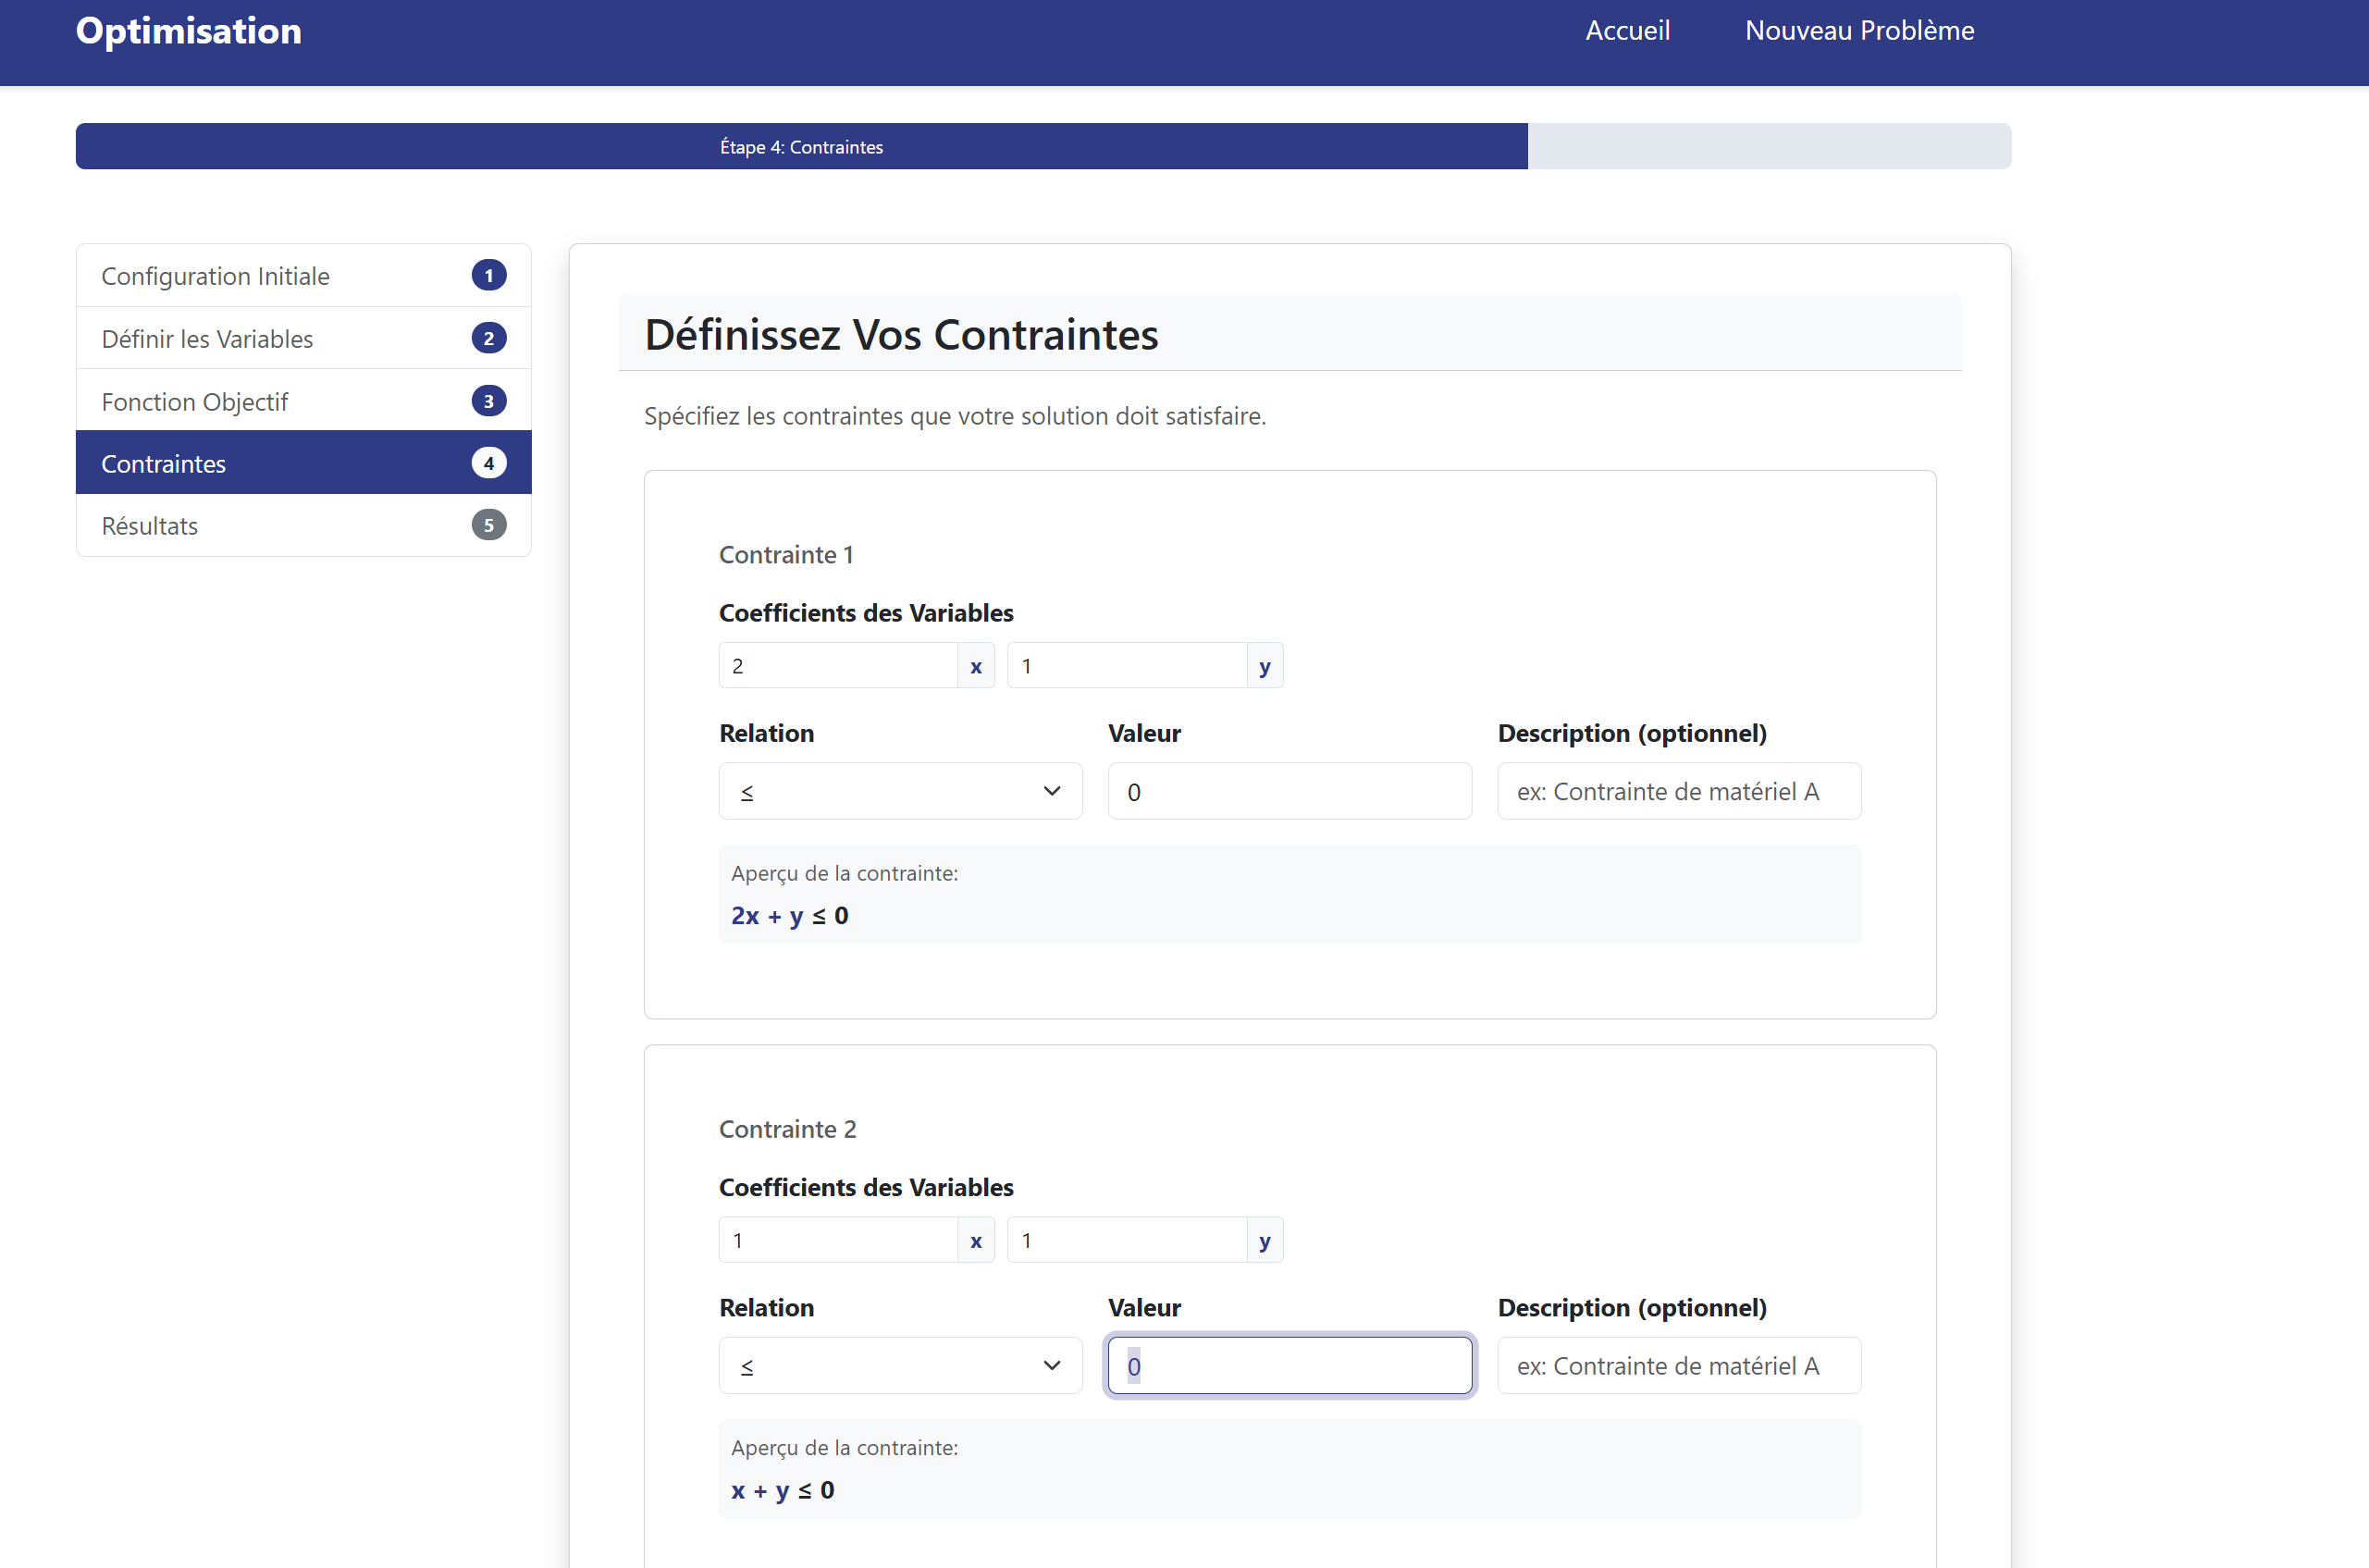 Optimisation
Accueil
Nouveau Problème
Étape 4: Contraintes
Configuration Initiale 1
Définir les Variables 2
Fonction Objectif 3
Contraintes 4
Résultats 5
Définissez Vos Contraintes
Spécifiez les contraintes que votre solution doit satisfaire.
Contrainte 1
Coefficients des Variables
2 x 1 y
Relation Valeur Description (optionnel)
≤ 0 ex: Contrainte de matériel A
Aperçu de la contrainte:
2x + y ≤ 0
Contrainte 2
Coefficients des Variables
1 x 1 y
Relation Valeur Description (optionnel)
≤ 0 ex: Contrainte de matériel A
Aperçu de la contrainte:
x + y ≤ 0